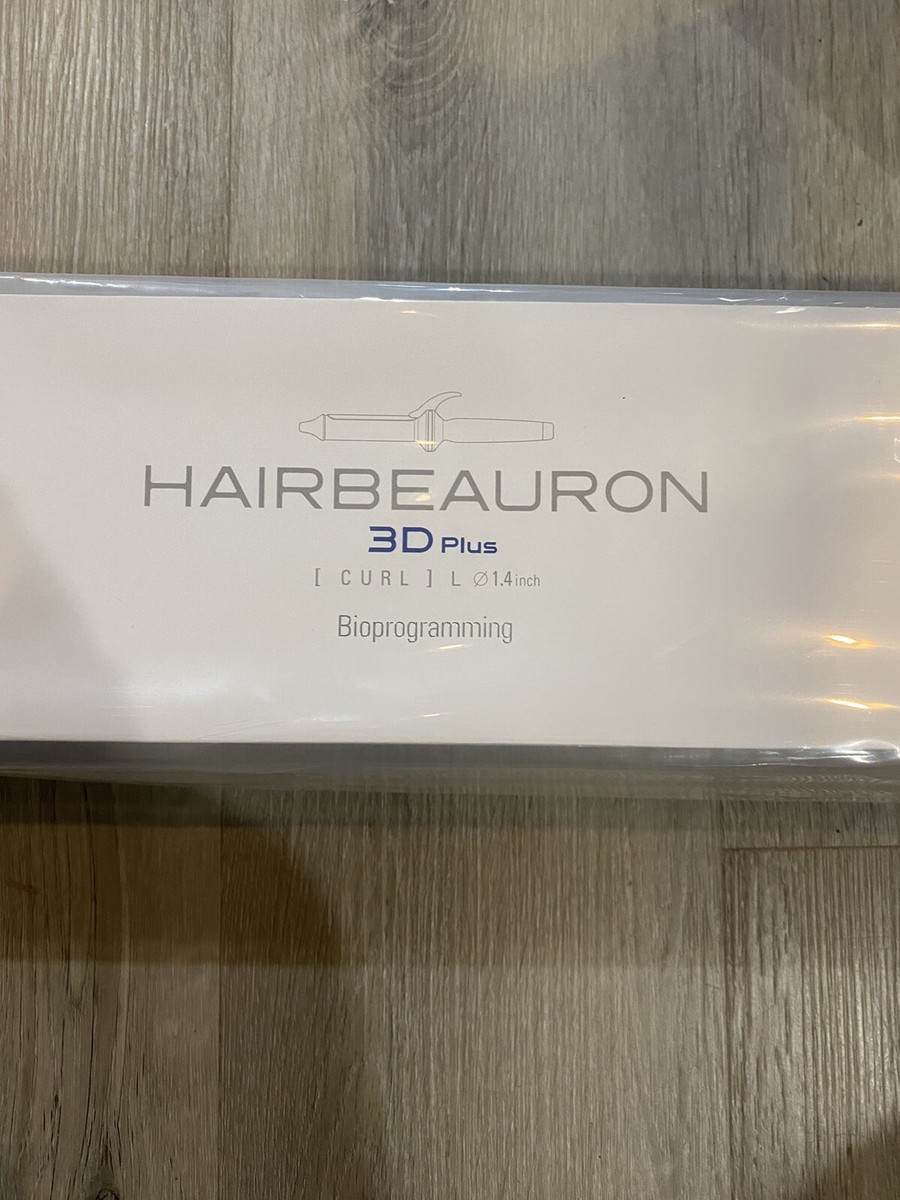 HAIRBEAURON
3D Plus
[ CURL ] L ∅1.4inch
Bioprogramming